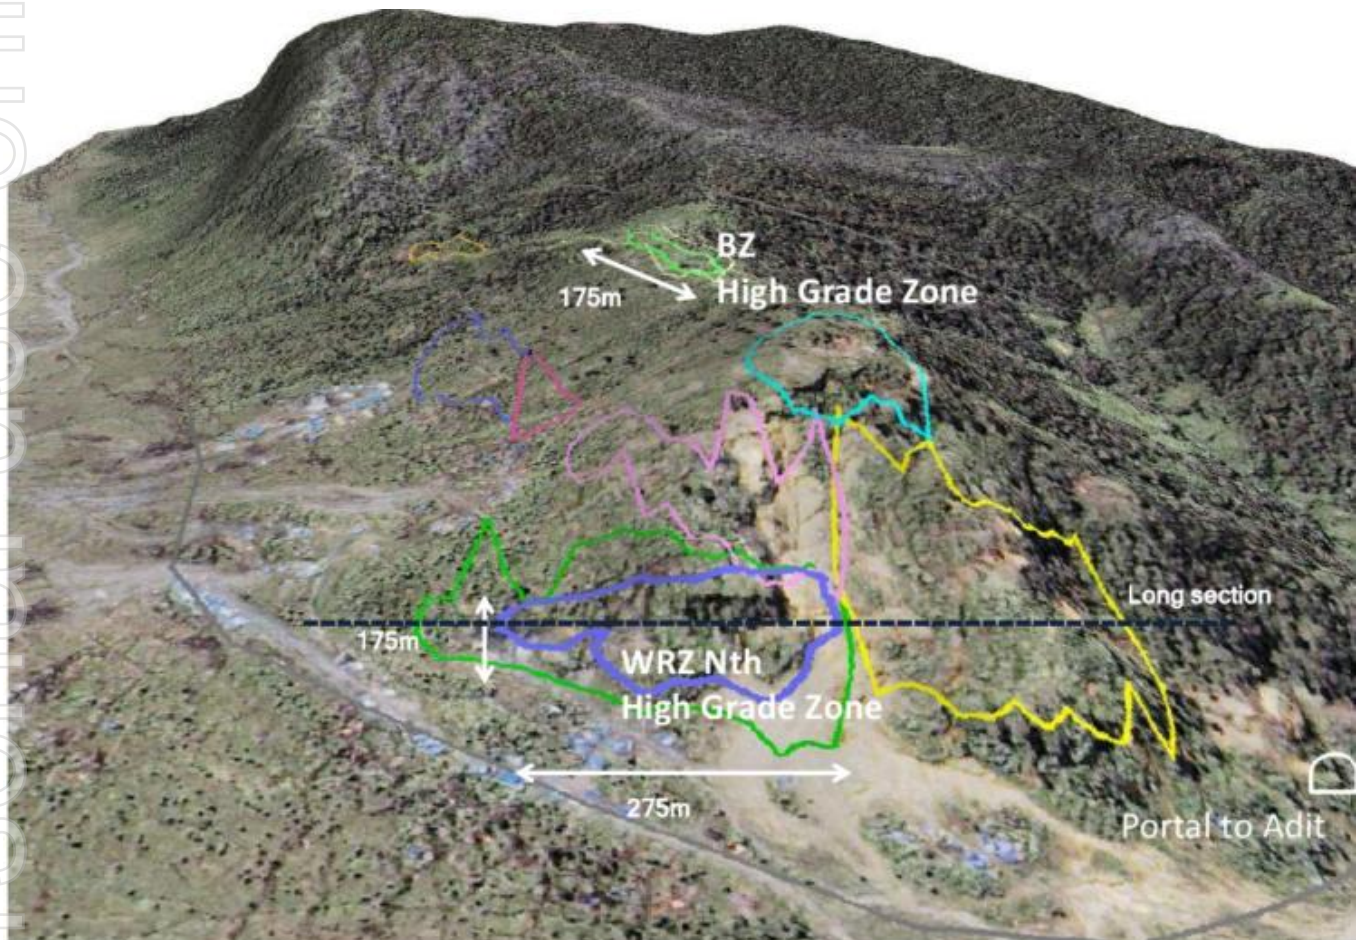 BZ
High Grade Zone
175m
Long section
175m
WRZ Nth
High Grade Zone
275m
Portal to Adit